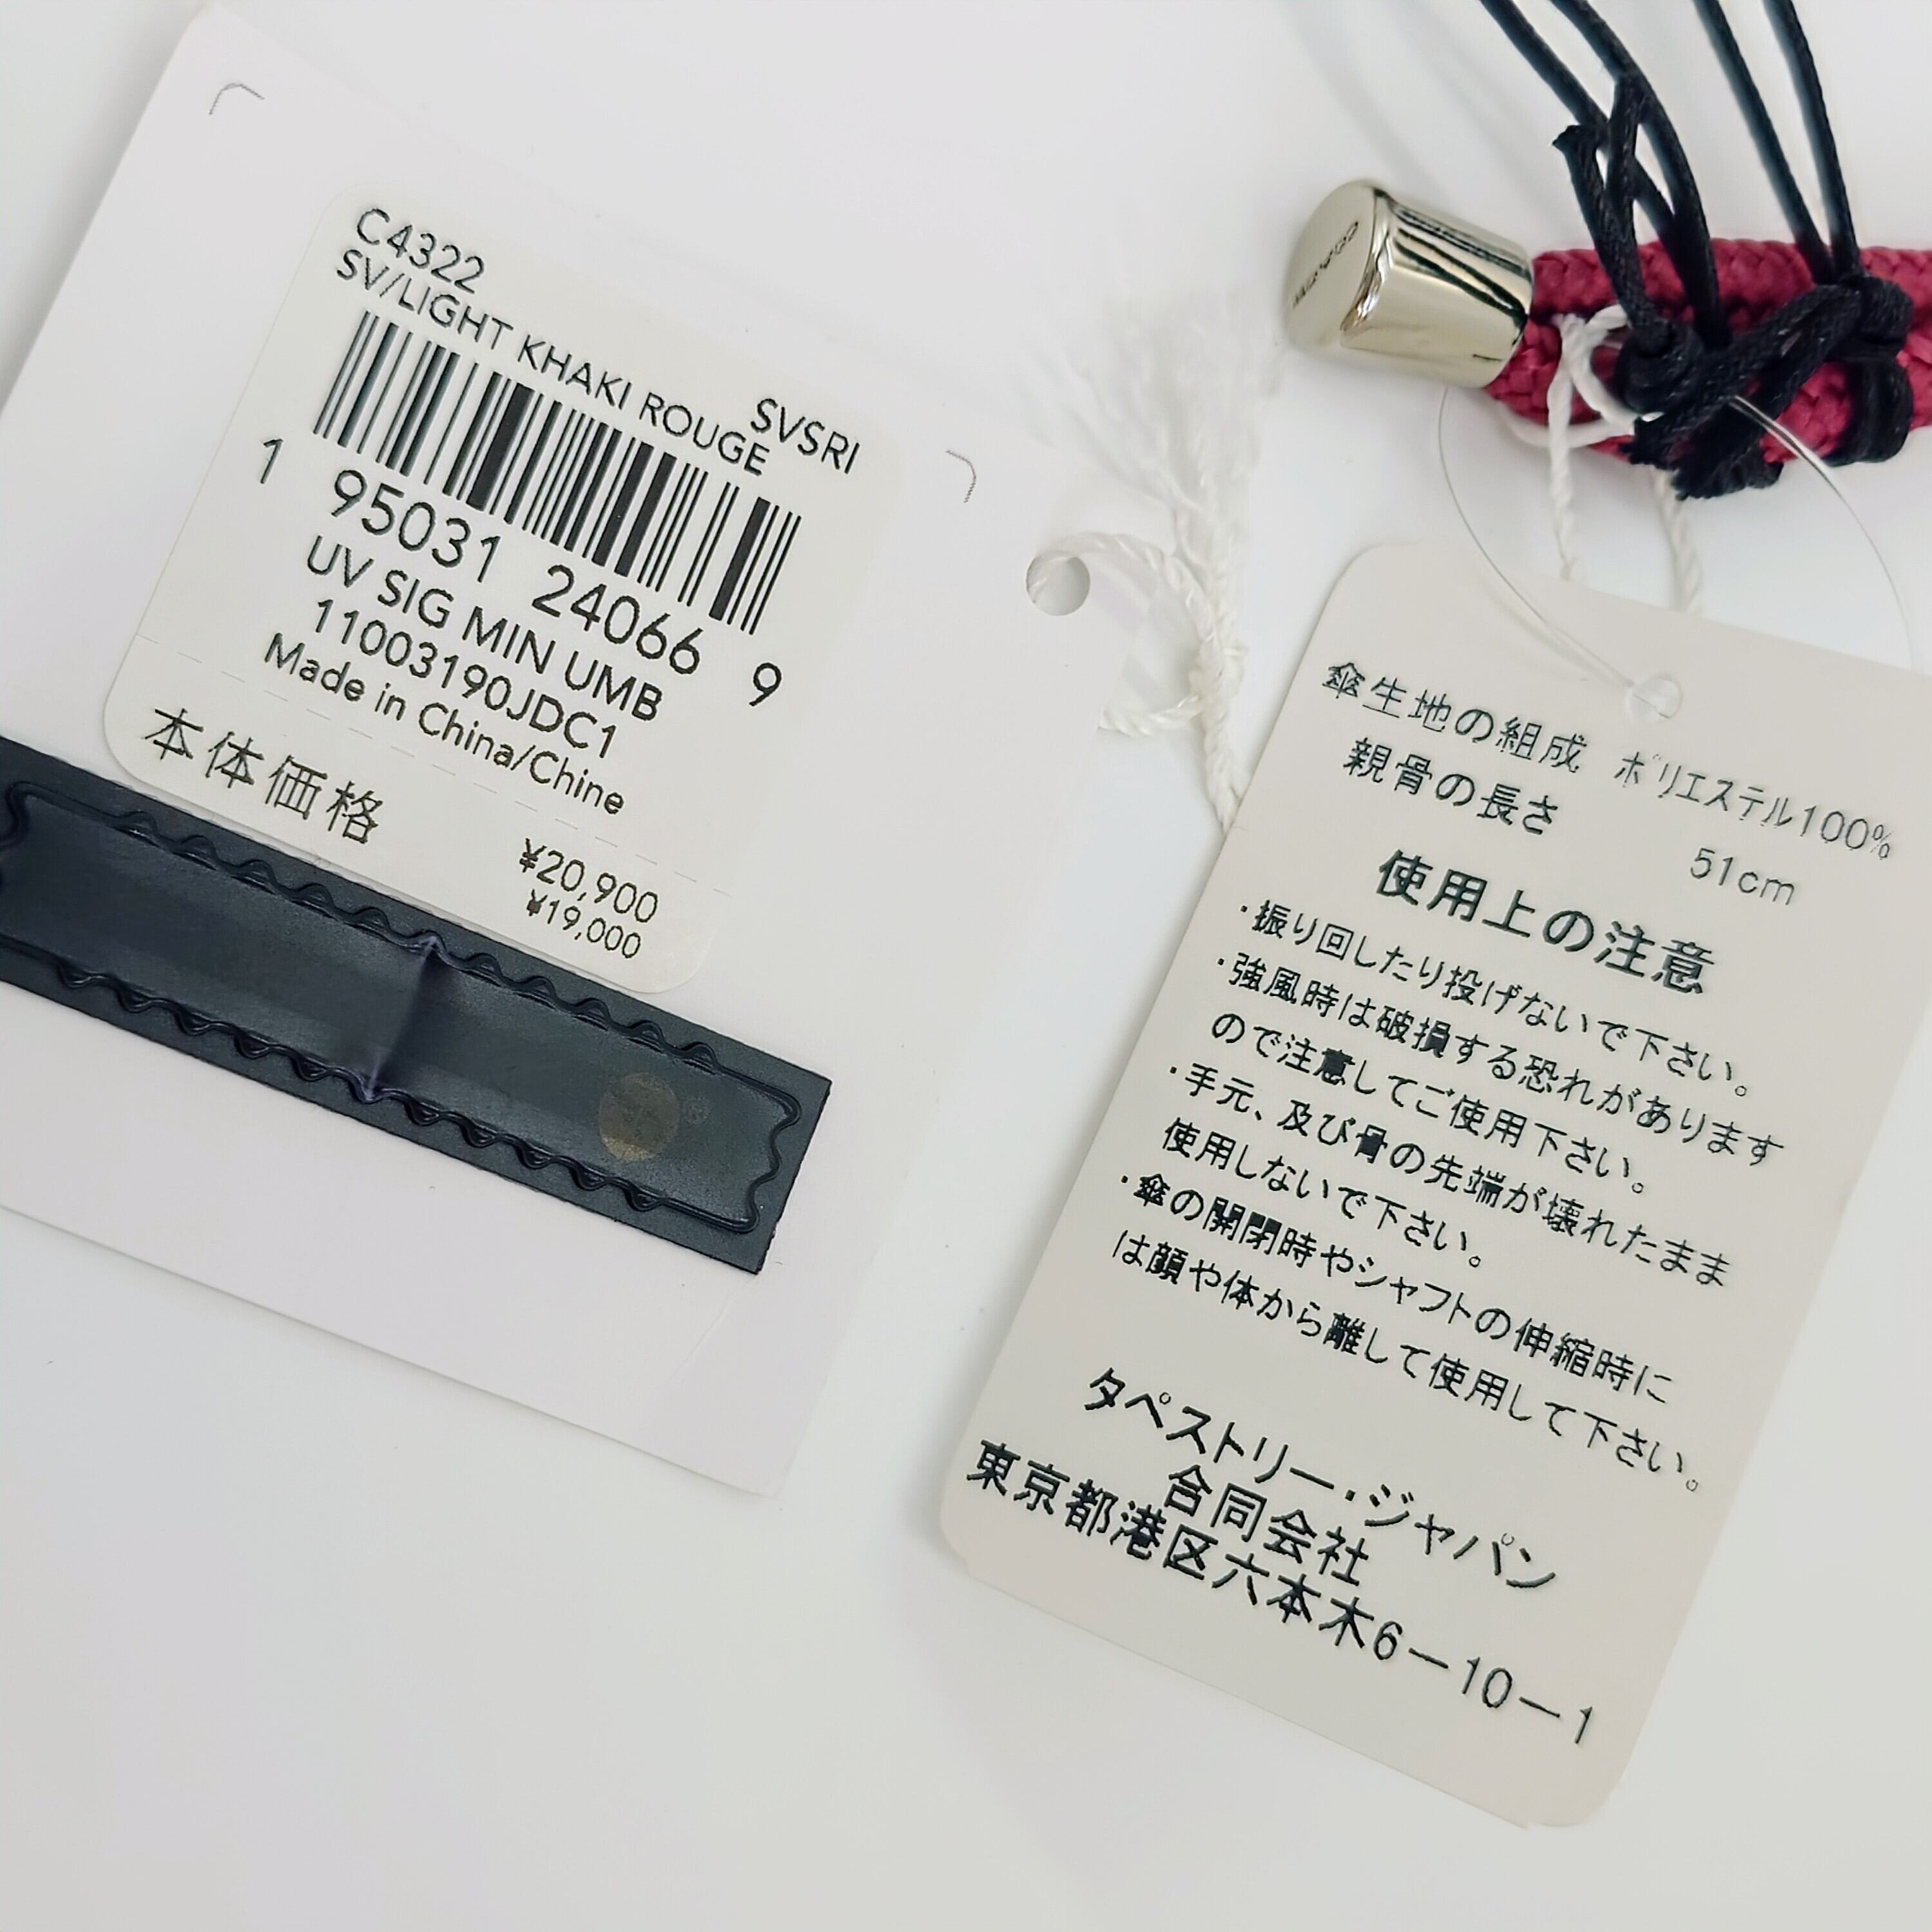 C4322
SV/LIGHT KHAKI ROUGE
SVSRI
1 95031 24066 9
UV SIG MIN UMB
11003190JDC1
Made in China/Chine
本体価格
¥20,900
¥19,000
COACH
傘生地の組成 ポリエステル100%
親骨の長さ 51cm
使用上の注意
・振り回したり投げないで下さい。
・強風時は破損する恐れがあります
ので注意してご使用下さい。
・手元、及び骨の先端が壊れたまま
使用しないで下さい。
・傘の開閉時やシャフトの伸縮時に
は顔や体から離して使用して下さい。
タペストリー・ジャパン
合同会社
東京都港区六本木6－10－1